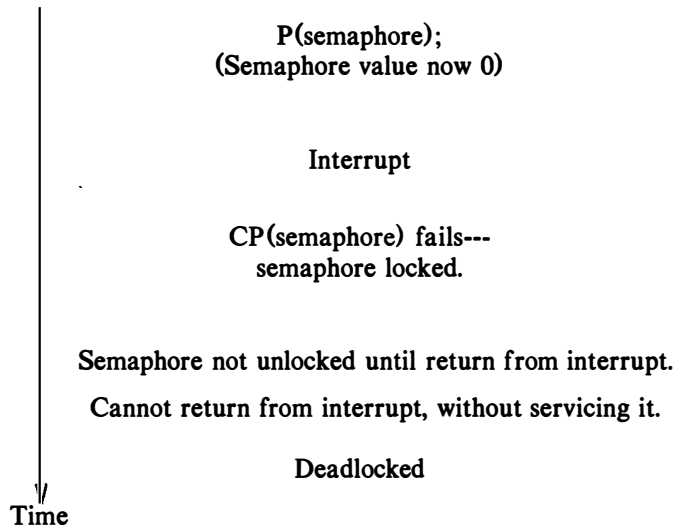 P(semaphore);
(Semaphore value now 0)
Interrupt
CP(semaphore) fails---
semaphore locked.
Semaphore not unlocked until return from interrupt.
Cannot return from interrupt, without servicing it.
Deadlocked
Time